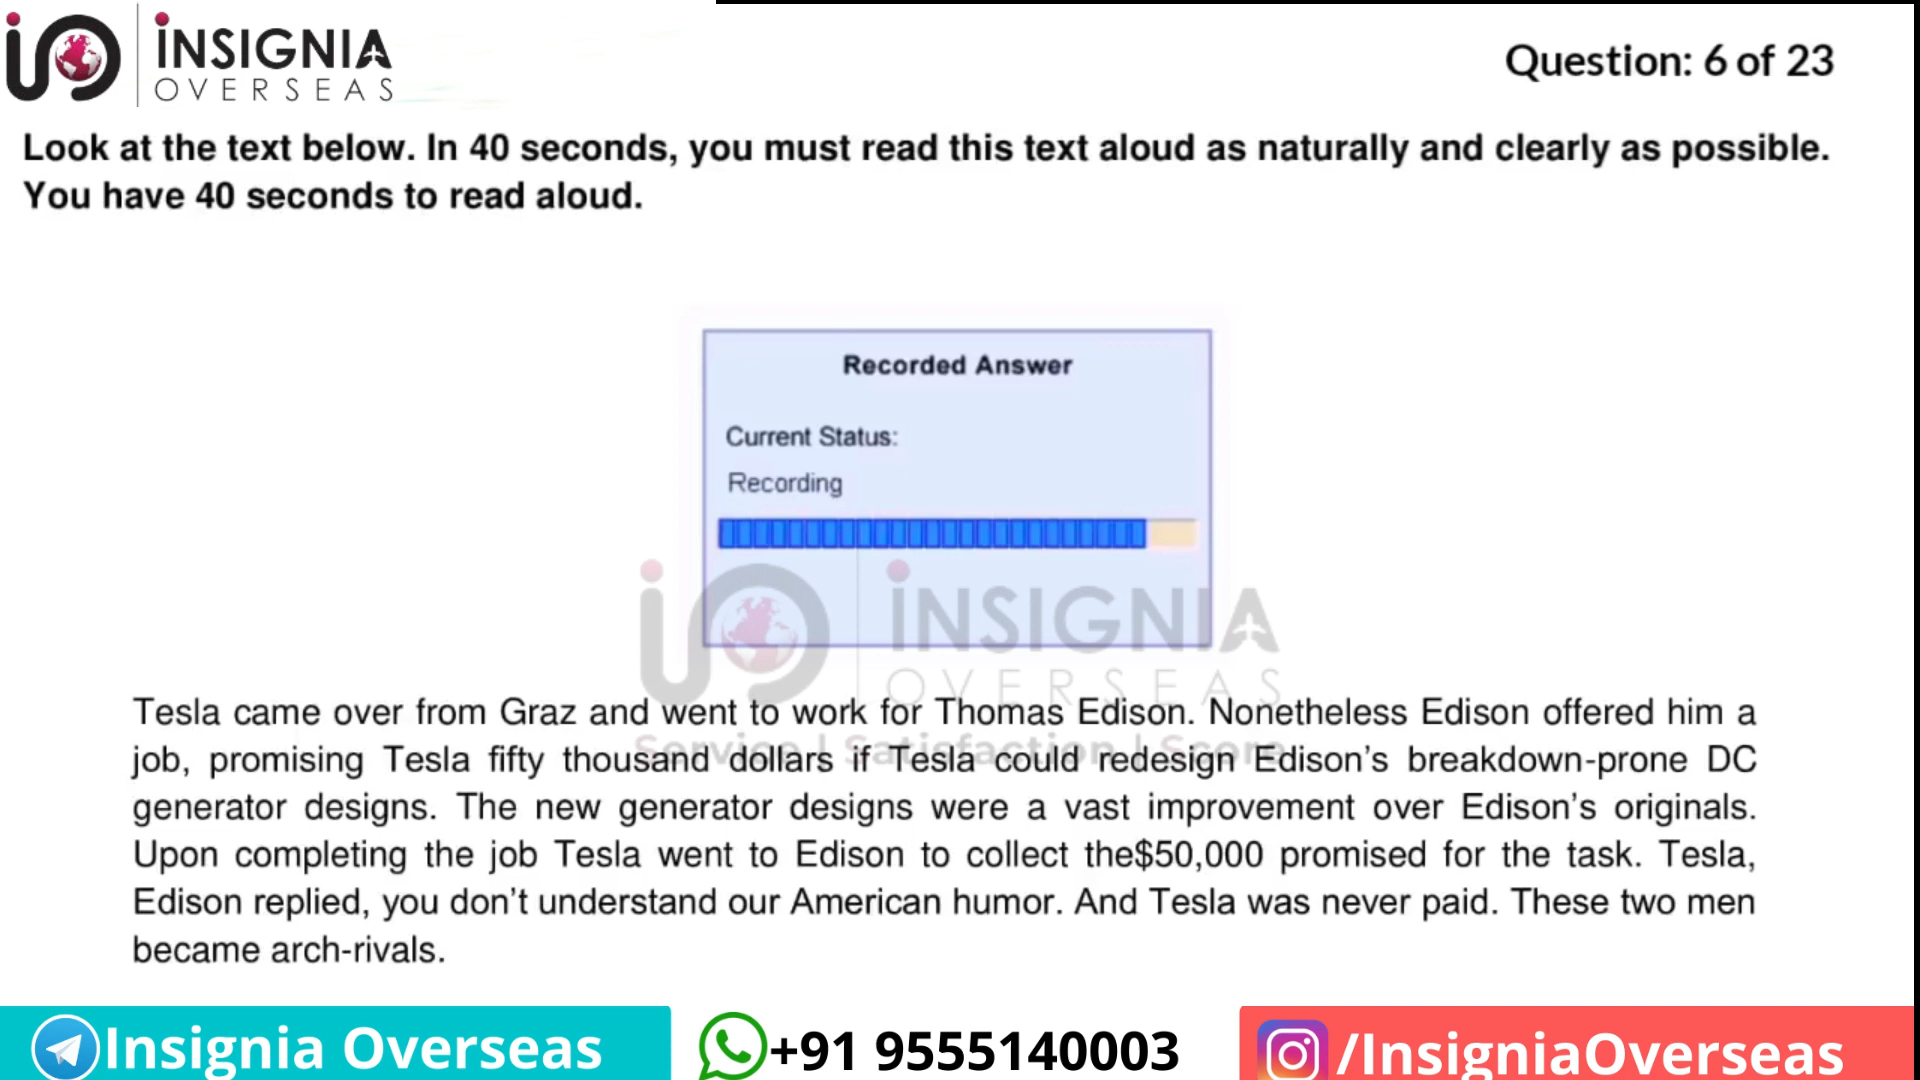 INSIGNIA
OVERSEAS
Question: 6 of 23
Look at the text below. In 40 seconds, you must read this text aloud as naturally and clearly as possible.
You have 40 seconds to read aloud.
Recorded Answer
Current Status:
Recording
INSIGNIA
OVERSEAS
Service | Satisfaction | Score
Tesla came over from Graz and went to work for Thomas Edison. Nonetheless Edison offered him a
job, promising Tesla fifty thousand dollars if Tesla could redesign Edison’s breakdown-prone DC
generator designs. The new generator designs were a vast improvement over Edison’s originals.
Upon completing the job Tesla went to Edison to collect the$50,000 promised for the task. Tesla,
Edison replied, you don’t understand our American humor. And Tesla was never paid. These two men
became arch-rivals.
Insignia Overseas
+91 9555140003
/InsigniaOverseas